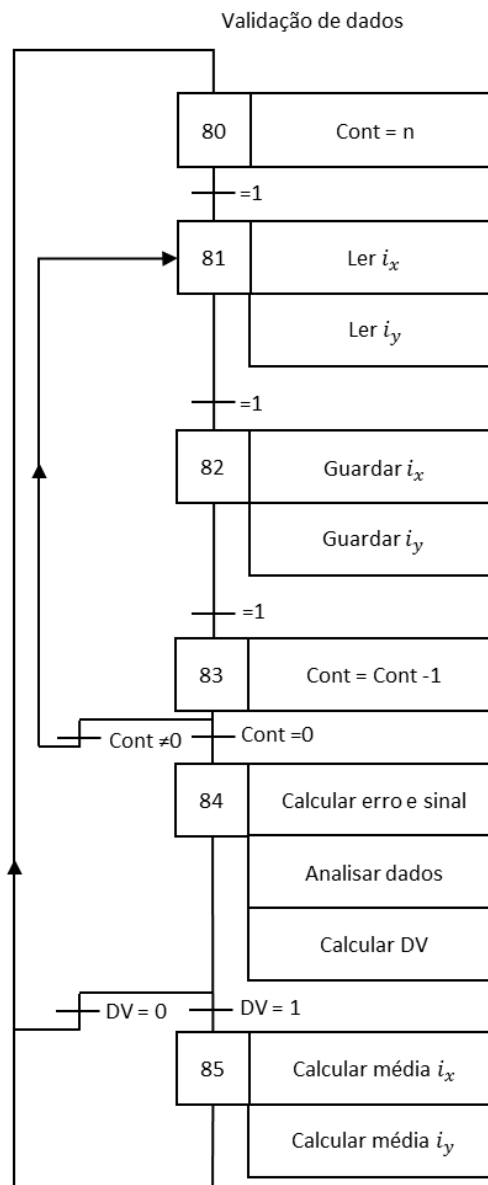 Validação de dados
80 Cont = n
=1
81 Ler i_x
Ler i_y
=1
82 Guardar i_x
Guardar i_y
=1
83 Cont = Cont -1
Cont ≠0 Cont =0
84 Calcular erro e sinal
Analisar dados
Calcular DV
DV = 0 DV = 1
85 Calcular média i_x
Calcular média i_y